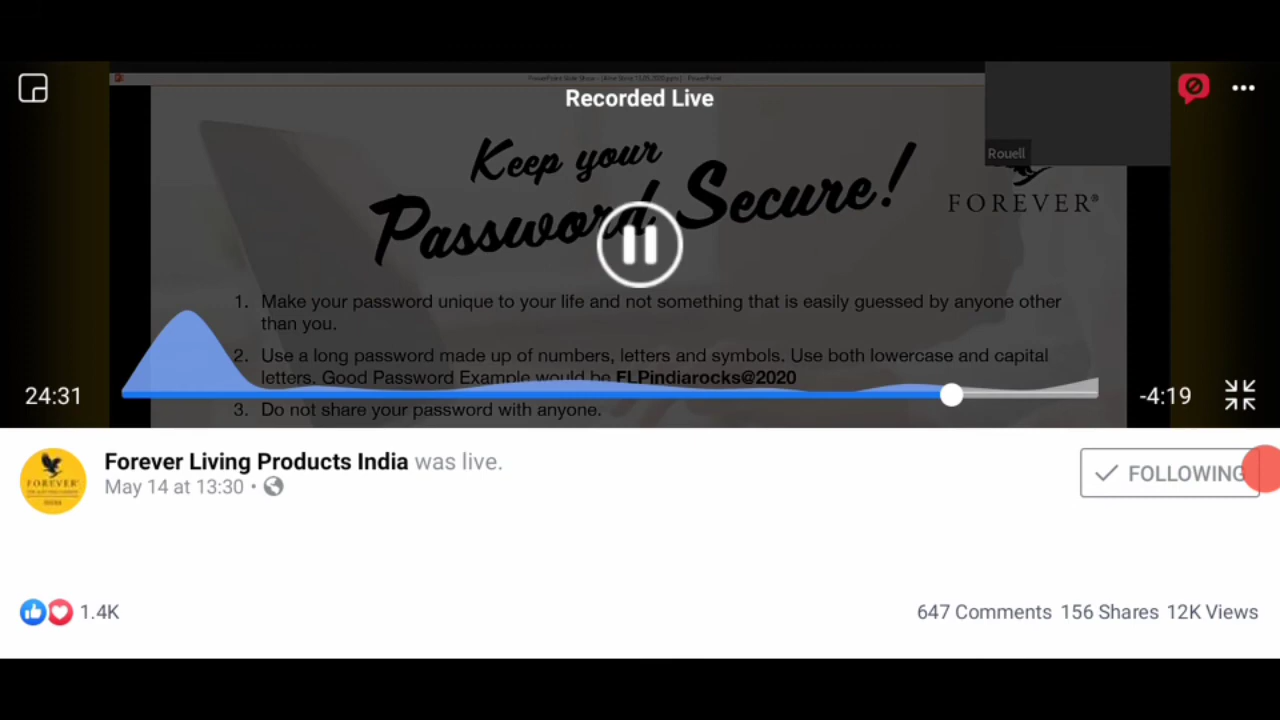 Recorded Live
Rouell
Keep your
Password Secure!
FOREVER®
1. Make your password unique to your life and not something that is easily guessed by anyone other
than you.
2. Use a long password made up of numbers, letters and symbols. Use both lowercase and capital
letters. Good Password Example would be FLPindiarocks@2020
24:31
-4:19
3. Do not share your password with anyone.
FOREVER
Forever Living Products India was live.
May 14 at 13:30 •
FOLLOWING
1.4K
647 Comments 156 Shares 12K Views